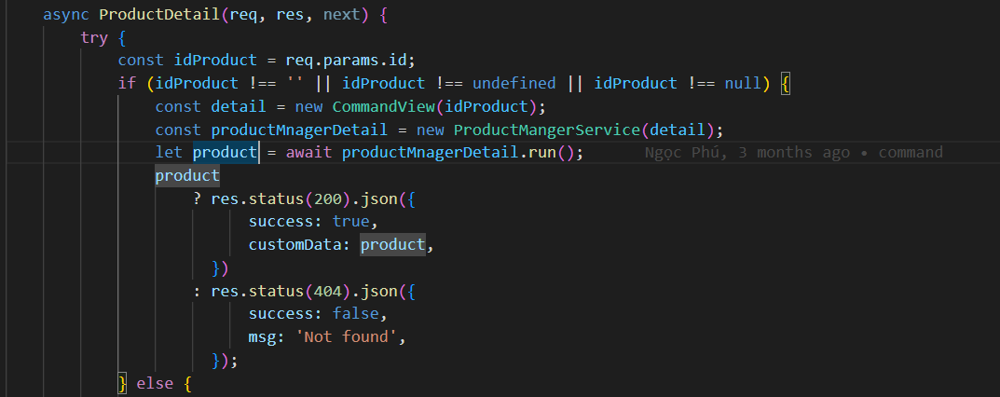 async ProductDetail(req, res, next) {
try {
const idProduct = req.params.id;
if (idProduct !== '' || idProduct !== undefined || idProduct !== null) {
const detail = new CommandView(idProduct);
const productMnagerDetail = new ProductMangerService(detail);
let product = await productMnagerDetail.run(); Ngọc Phú, 3 months ago • command
product
? res.status(200).json({
success: true,
customData: product,
})
: res.status(404).json({
success: false,
msg: 'Not found',
});
} else {